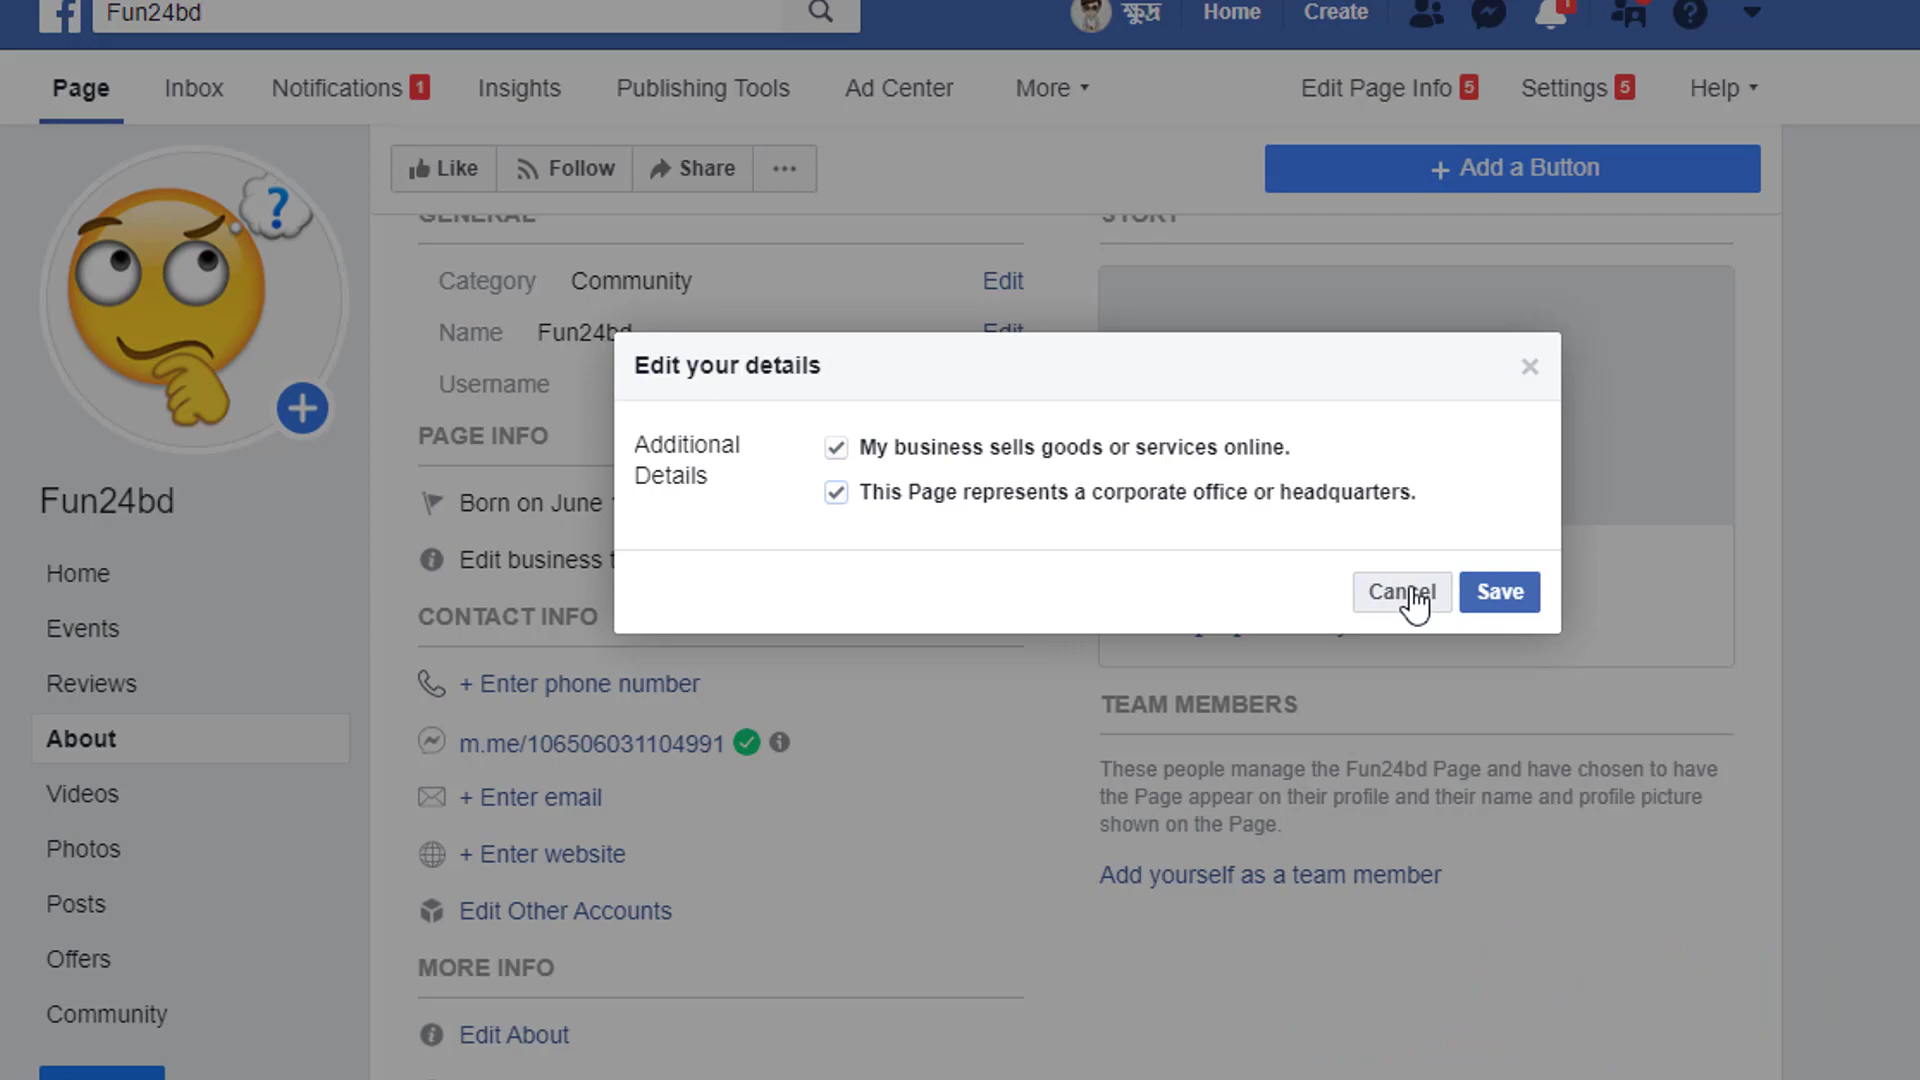 Fun24bd
ক্ষুদ্র
Home
Create
1
Page
Inbox
Notifications 1
Insights
Publishing Tools
Ad Center
More
Edit Page Info 5
Settings 5
Help
Like
Follow
Share
+ Add a Button
?
GENERAL
STORY
Category
Community
Edit
Name
Fun24bd
Edit
Username
PAGE INFO
Born on June
Edit business
CONTACT INFO
+ Enter phone number
m.me/106506031104991
+ Enter email
+ Enter website
Edit Other Accounts
MORE INFO
Edit About
Edit your details
Additional
Details
My business sells goods or services online.
This Page represents a corporate office or headquarters.
Cancel
Save
TEAM MEMBERS
These people manage the Fun24bd Page and have chosen to have
the Page appear on their profile and their name and profile picture
shown on the Page.
Add yourself as a team member
Fun24bd
Home
Events
Reviews
About
Videos
Photos
Posts
Offers
Community